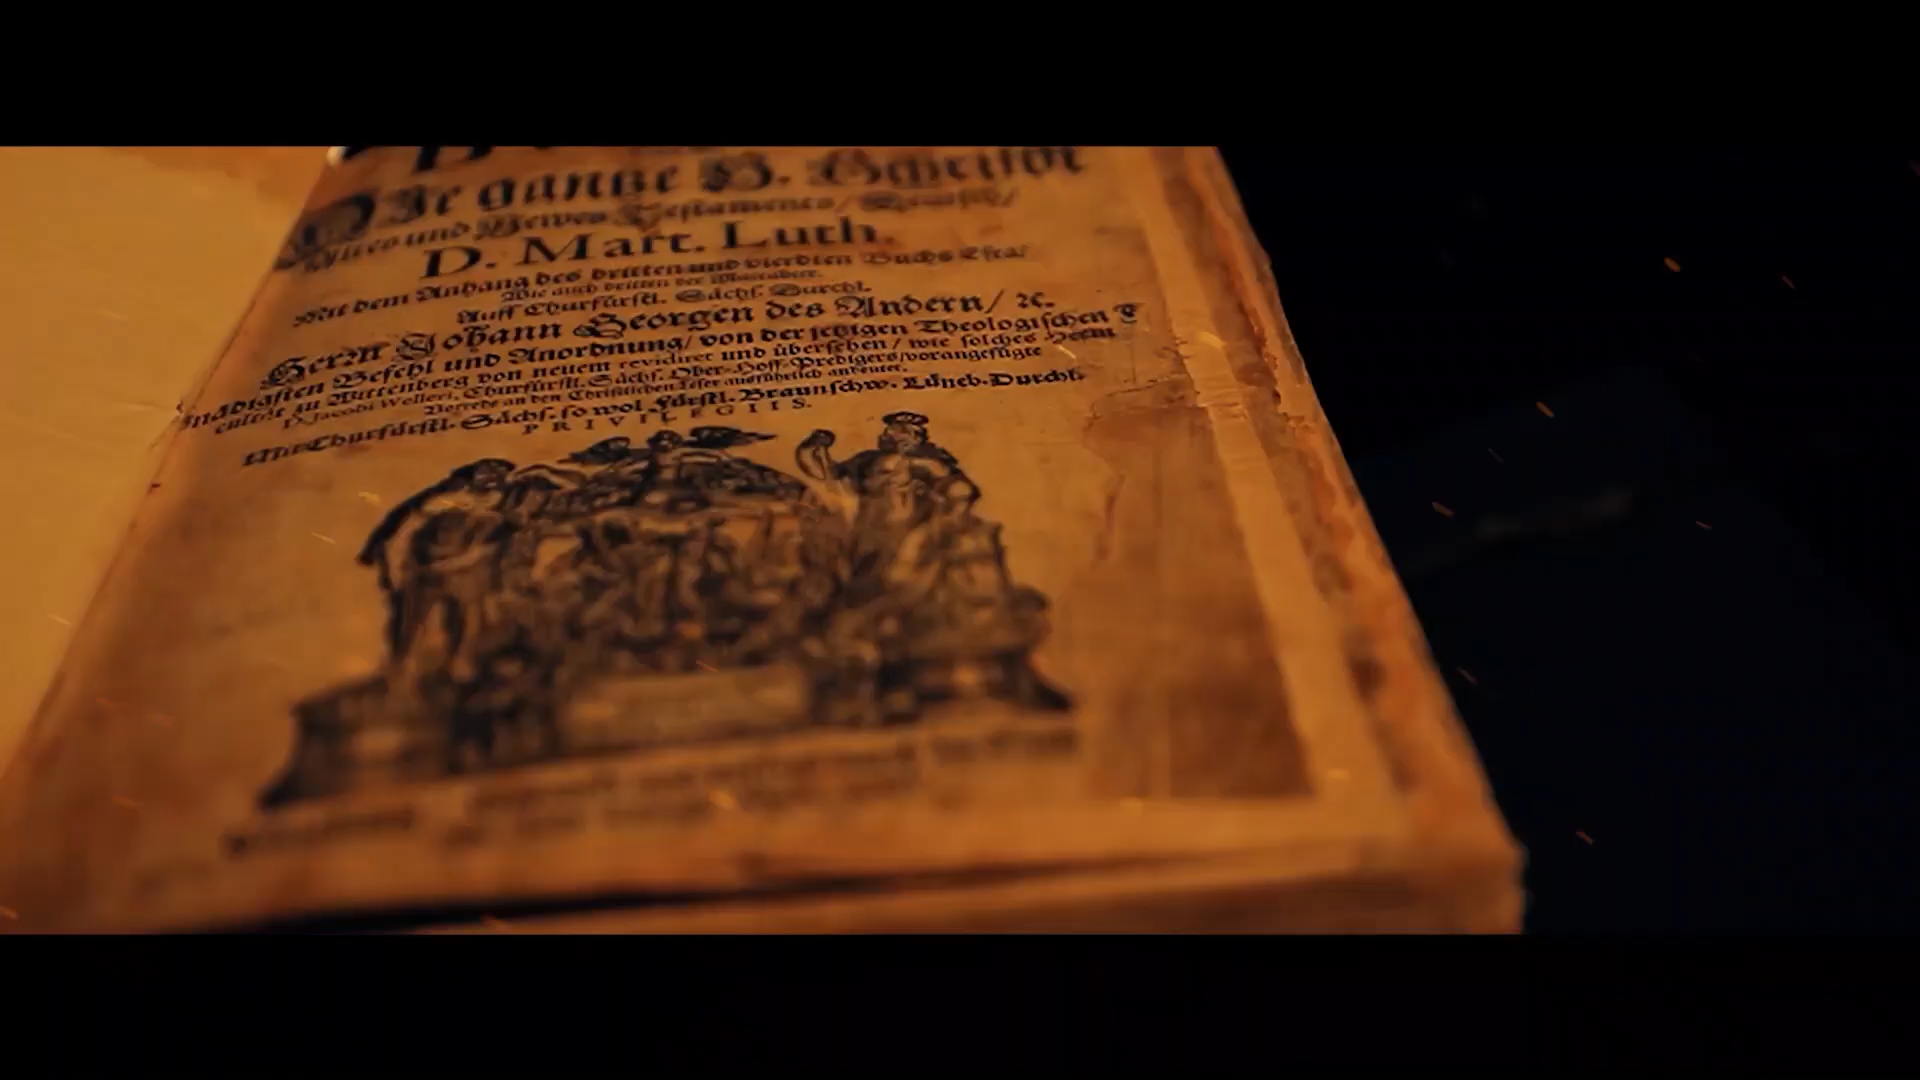 Die gantze H. Schrifft
Altes und Newes Testaments / Teutsch /
D. Mart. Luth.
Mit dem Anhang des dritten und vierdten Buchs Esra /
Wie auch dritten der Maccabeer.
Auff Churfürstl. Sächs. Durchl.
Herrn Johann Georgen des Andern / ꝛc.
gnädigsten Befehl und Anordnung / von der jetzigen Theologischen F
cultät zu Wittenberg von neuem revidiret und übersehen / wie solches Herrn
D. Jacobi Welleri, Churfürstl. Sächs. Ober-Hoff-Predigers / vorangefügte
Vorrede an den Christlichen Leser ausführlich andeutet.
Mit Churfürstl. Sächs. so wol Fürstl. Braunschw. Lüneb. Durchl.
PRIVILEGIIS.